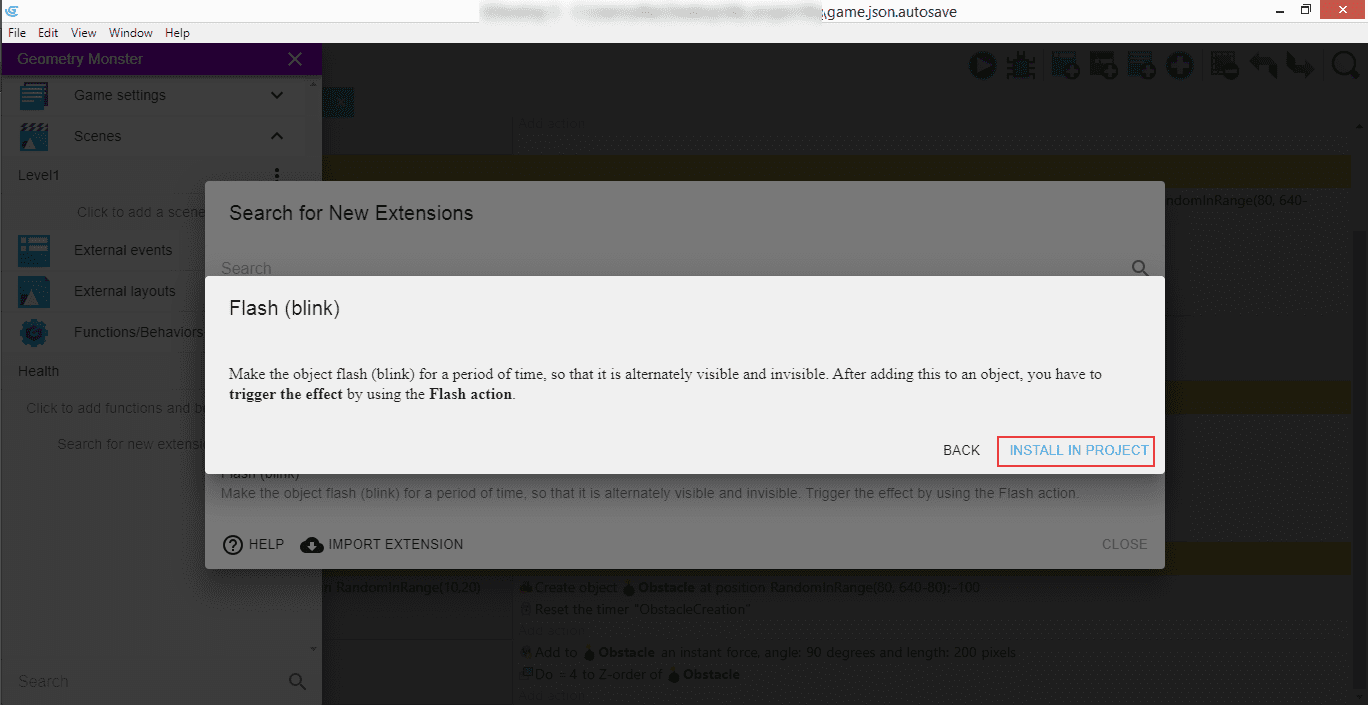 \game.json.autosave
File Edit View Window Help
Geometry Monster
Game settings
Scenes
Level1
Click to add a scene
External events
External layouts
Functions/Behaviors
Health
Click to add functions and
Search for new
Search
Add action
RandomInRange(80, 640-
Search for New Extensions
Search
Flash (blink)
Make the object flash (blink) for a period of time, so that it is alternately visible and invisible. After adding this to an object, you have to
trigger the effect by using the Flash action.
BACK INSTALL IN PROJECT
Flash (blink)
Make the object flash (blink) for a period of time, so that it is alternately visible and invisible. Trigger the effect by using the Flash action.
HELP IMPORT EXTENSION CLOSE
RandomInRange(10,20)
Create object Obstacle at position RandomInRange(80, 640-80);-100
Reset the timer "ObstacleCreation"
Add action
Add to Obstacle an instant force, angle: 90 degrees and length: 200 pixels
Do = 4 to Z-order of Obstacle
Add action